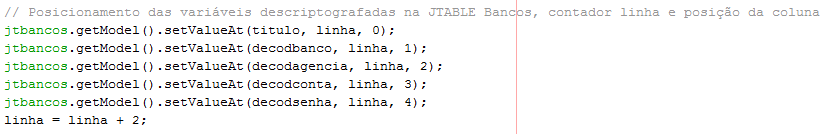 // Posicionamento das variáveis descriptografadas na JTABLE Bancos, contador linha e posição da coluna
jtbancos.getModel().setValueAt(titulo, linha, 0);
jtbancos.getModel().setValueAt(decodbanco, linha, 1);
jtbancos.getModel().setValueAt(decodagencia, linha, 2);
jtbancos.getModel().setValueAt(decodconta, linha, 3);
jtbancos.getModel().setValueAt(decodsenha, linha, 4);
linha = linha + 2;